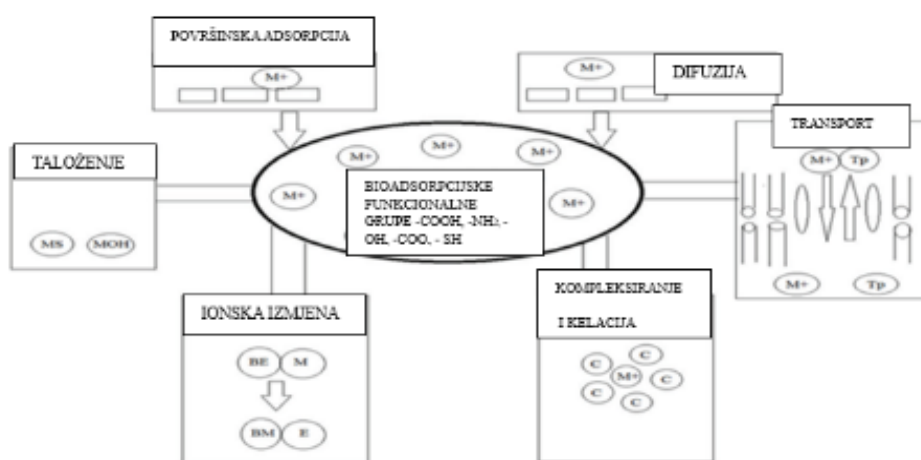 POVRŠINSKA ADSORPCIJA
M+
DIFUZIJA
M+
TRANSPORT
M+ Tp
M+ Tp
TALOŽENJE
MS MOH
M+
M+
M+
M+
M+
BIOADSORPCIJSKE
FUNKCIONALNE
GRUPE -COOH, -NH2, -
OH, -COO, - SH
IONSKA IZMJENA
BE M
BM E
KOMPLEKSIRANJE
I KELACIJA
C
C C
M+
C C